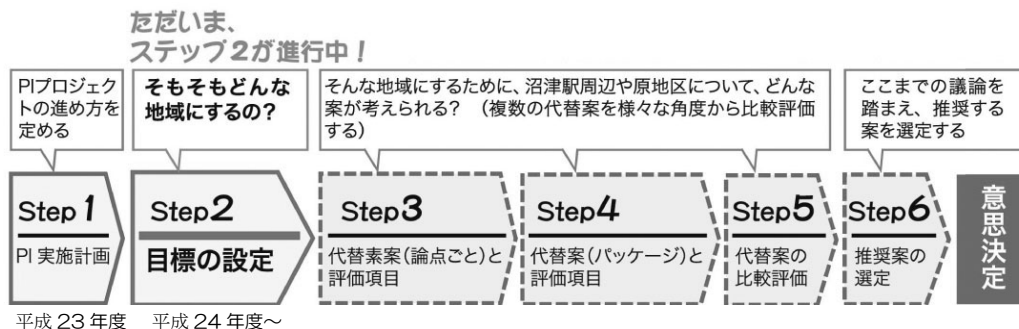 ただいま、
ステップ2が進行中！
PIプロジェク
トの進め方を
定める
そもそもどんな
地域にするの？
そんな地域にするために、沼津駅周辺や原地区について、どんな
案が考えられる？（複数の代替案を様々な角度から比較評価
する）
ここまでの議論を
踏まえ、推奨する
案を選定する
Step 1
PI 実施計画
Step2
目標の設定
Step3
代替素案（論点ごと）と
評価項目
Step4
代替案（パッケージ）と
評価項目
Step5
代替案の
比較評価
Step6
推奨案の
選定
意思決定
平成 23 年度
平成 24 年度～